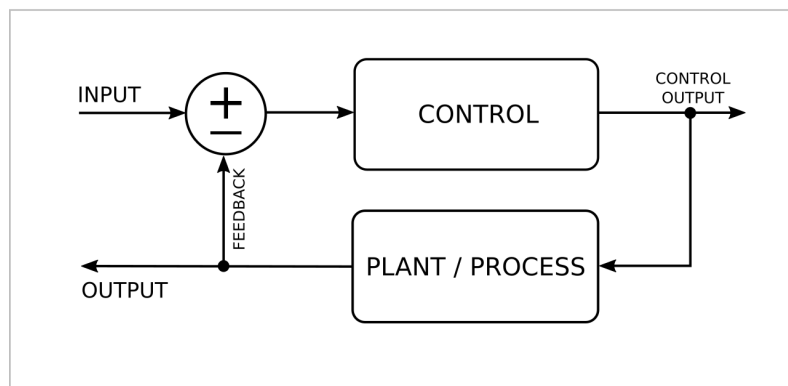 INPUT
±
CONTROL
CONTROL
OUTPUT
FEEDBACK
PLANT / PROCESS
OUTPUT